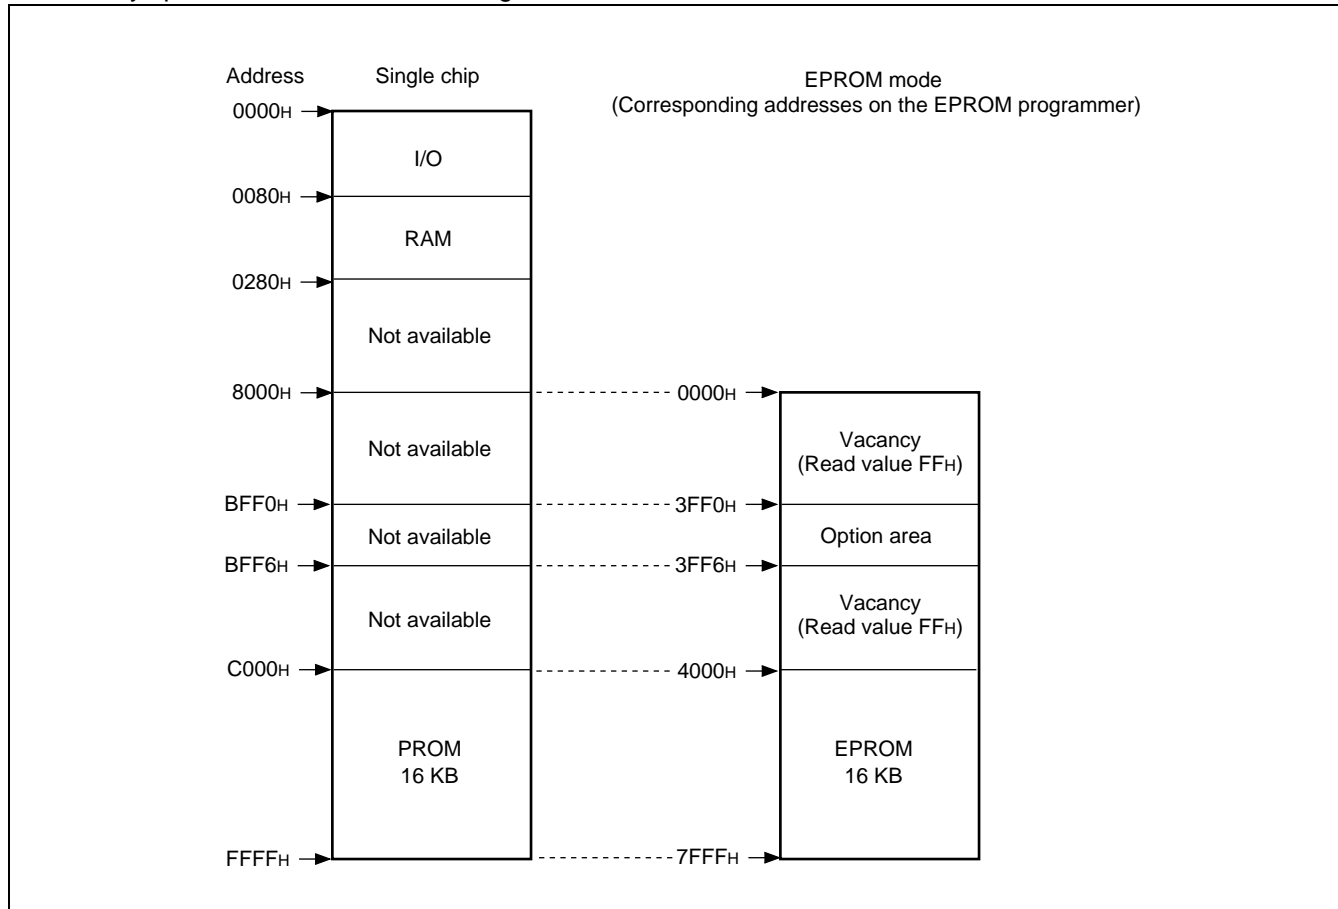 Address Single chip
EPROM mode
(Corresponding addresses on the EPROM programmer)
0000H
I/O
0080H
RAM
0280H
Not available
8000H 0000H
Not available
Vacancy
(Read value FFH)
BFF0H 3FF0H
Not available Option area
BFF6H 3FF6H
Not available
Vacancy
(Read value FFH)
C000H 4000H
PROM
16 KB
EPROM
16 KB
FFFFH 7FFFH